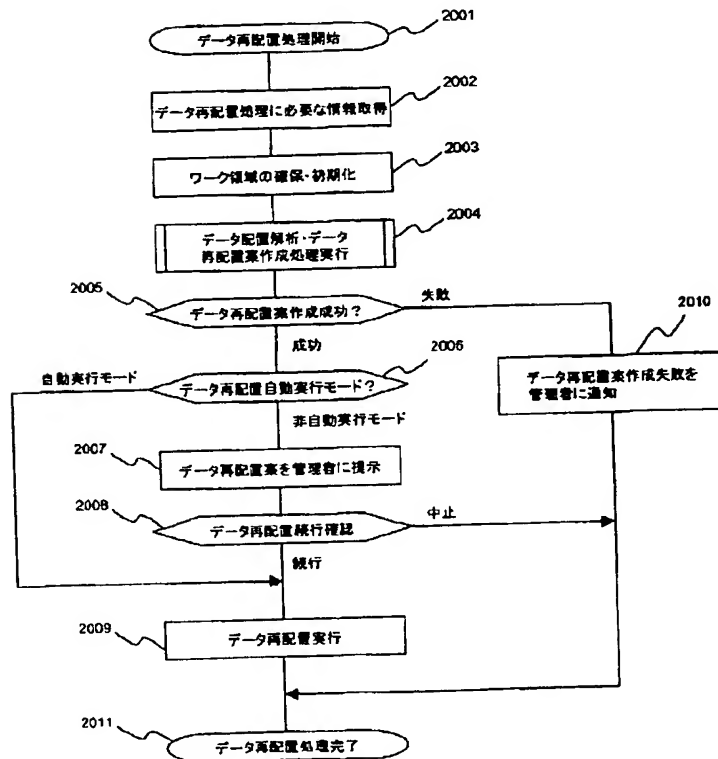 2001
データ再配置処理開始
2002
データ再配置処理に必要な情報取得
2003
ワーク領域の確保・初期化
2004
データ配置解析・データ
再配置案作成処理実行
2005
データ再配置案作成成功?
失敗
2010
成功
2006
自動実行モード
データ再配置自動実行モード?
データ再配置案作成失敗を
管理者に通知
非自動実行モード
2007
データ再配置案を管理者に提示
2008
データ再配置続行確認
中止
続行
2009
データ再配置実行
2011
データ再配置処理完了